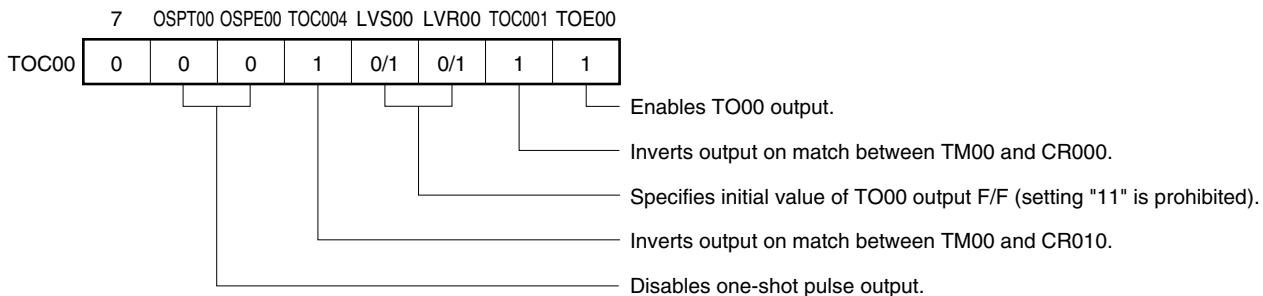 7 OSPT00 OSPE00 TOC004 LVS00 LVR00 TOC001 TOE00
TOC00 0 0 0 1 0/1 0/1 1 1
Enables TO00 output.
Inverts output on match between TM00 and CR000.
Specifies initial value of TO00 output F/F (setting "11" is prohibited).
Inverts output on match between TM00 and CR010.
Disables one-shot pulse output.